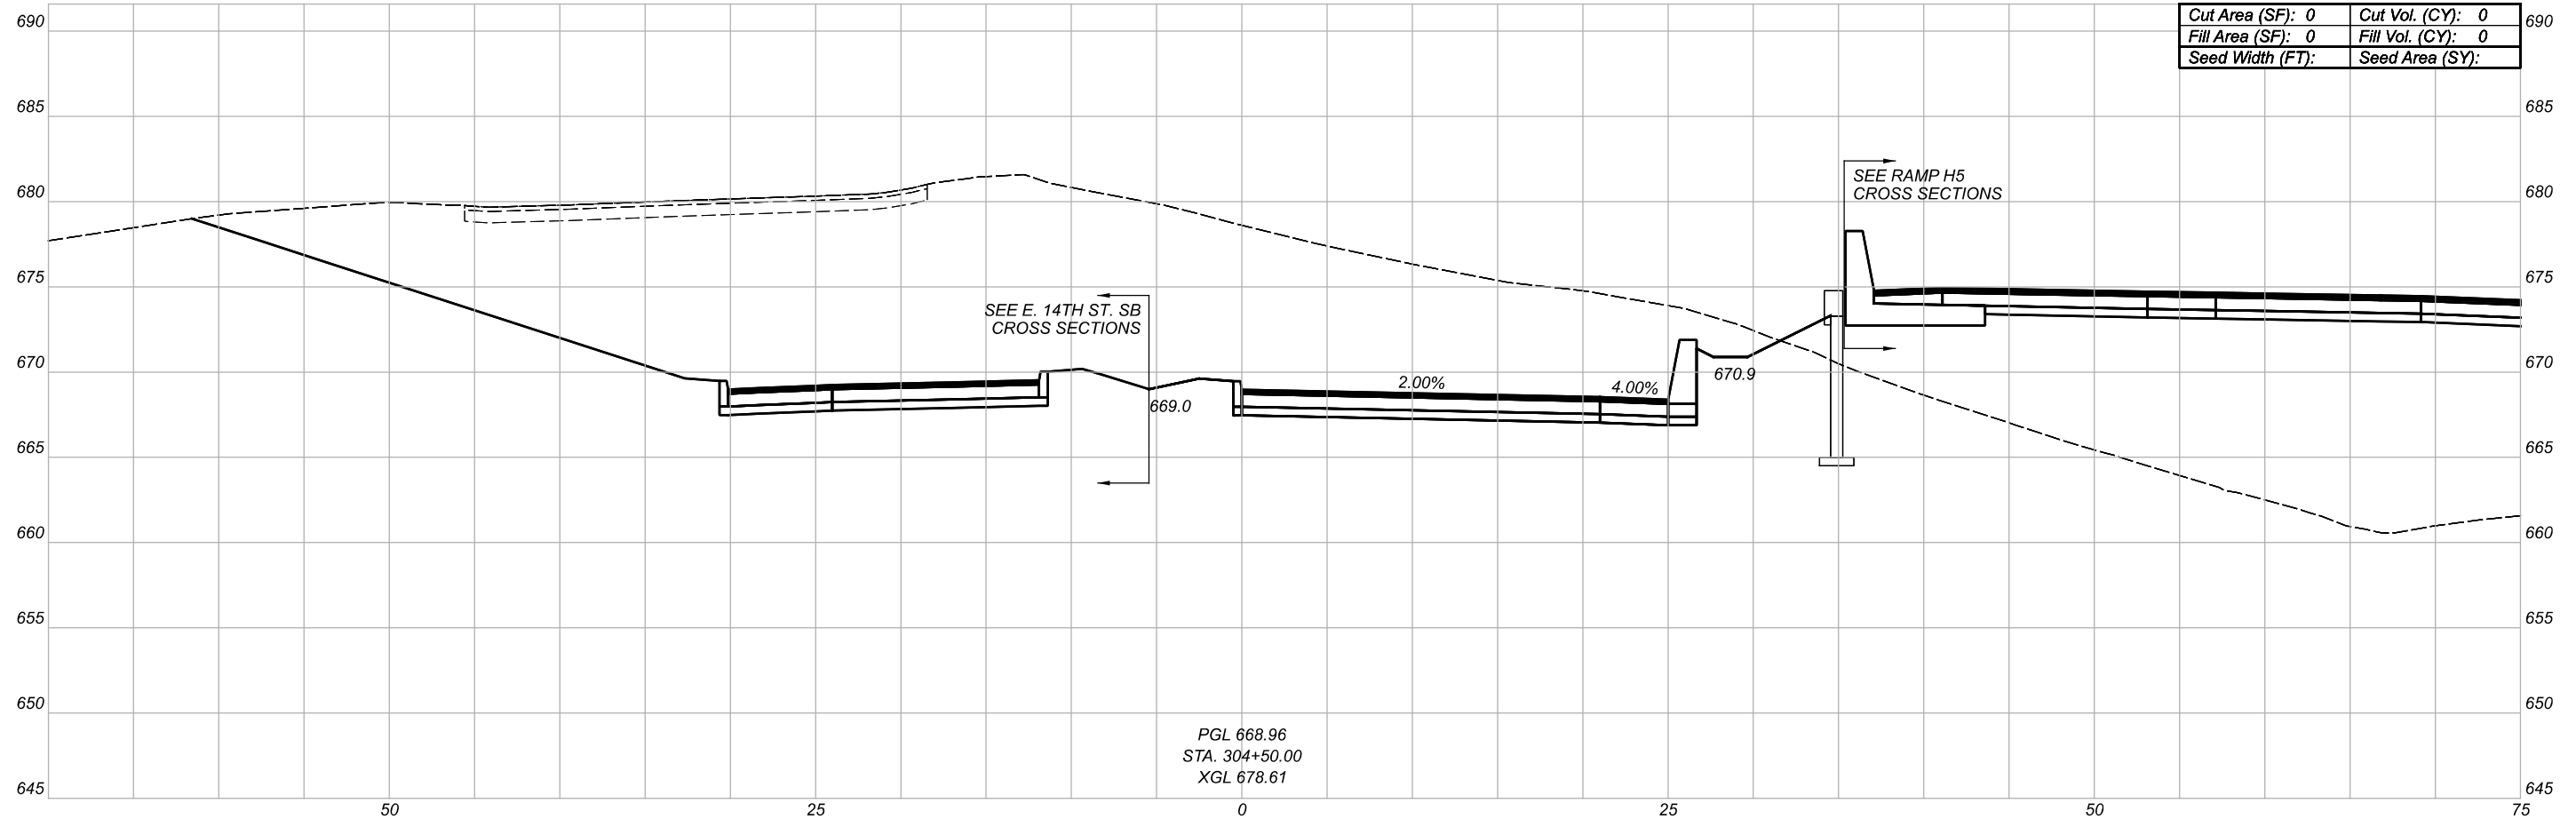 690 690
Cut Area (SF): 0 Cut Vol. (CY): 0
Fill Area (SF): 0 Fill Vol. (CY): 0
Seed Width (FT): Seed Area (SY):
685 685
680 680
SEE RAMP H5
CROSS SECTIONS
675 675
SEE E. 14TH ST. SB
CROSS SECTIONS
670 670
669.0
2.00%
4.00%
670.9
665 665
660 660
655 655
650 650
PGL 668.96
STA. 304+50.00
XGL 678.61
645 645
50 25 0 25 50 75